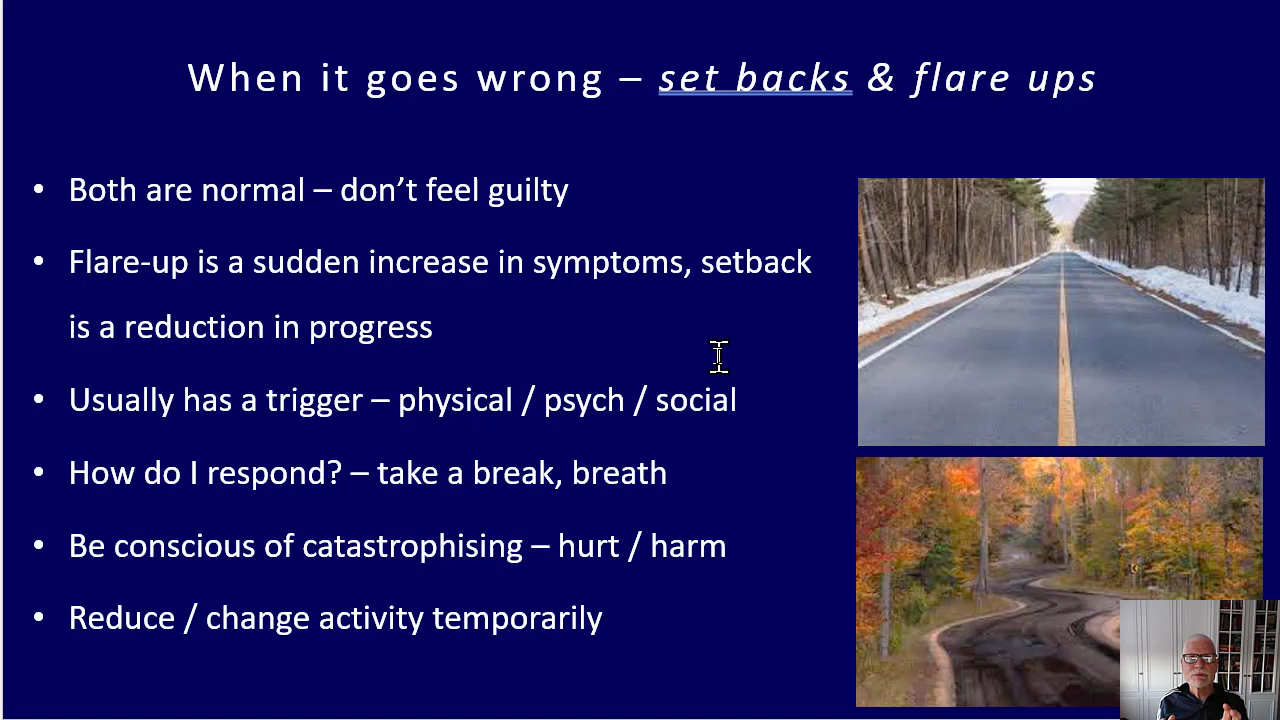 When it goes wrong – set backs & flare ups
• Both are normal – don’t feel guilty
• Flare-up is a sudden increase in symptoms, setback
is a reduction in progress
• Usually has a trigger – physical / psych / social
• How do I respond? – take a break, breath
• Be conscious of catastrophising – hurt / harm
• Reduce / change activity temporarily